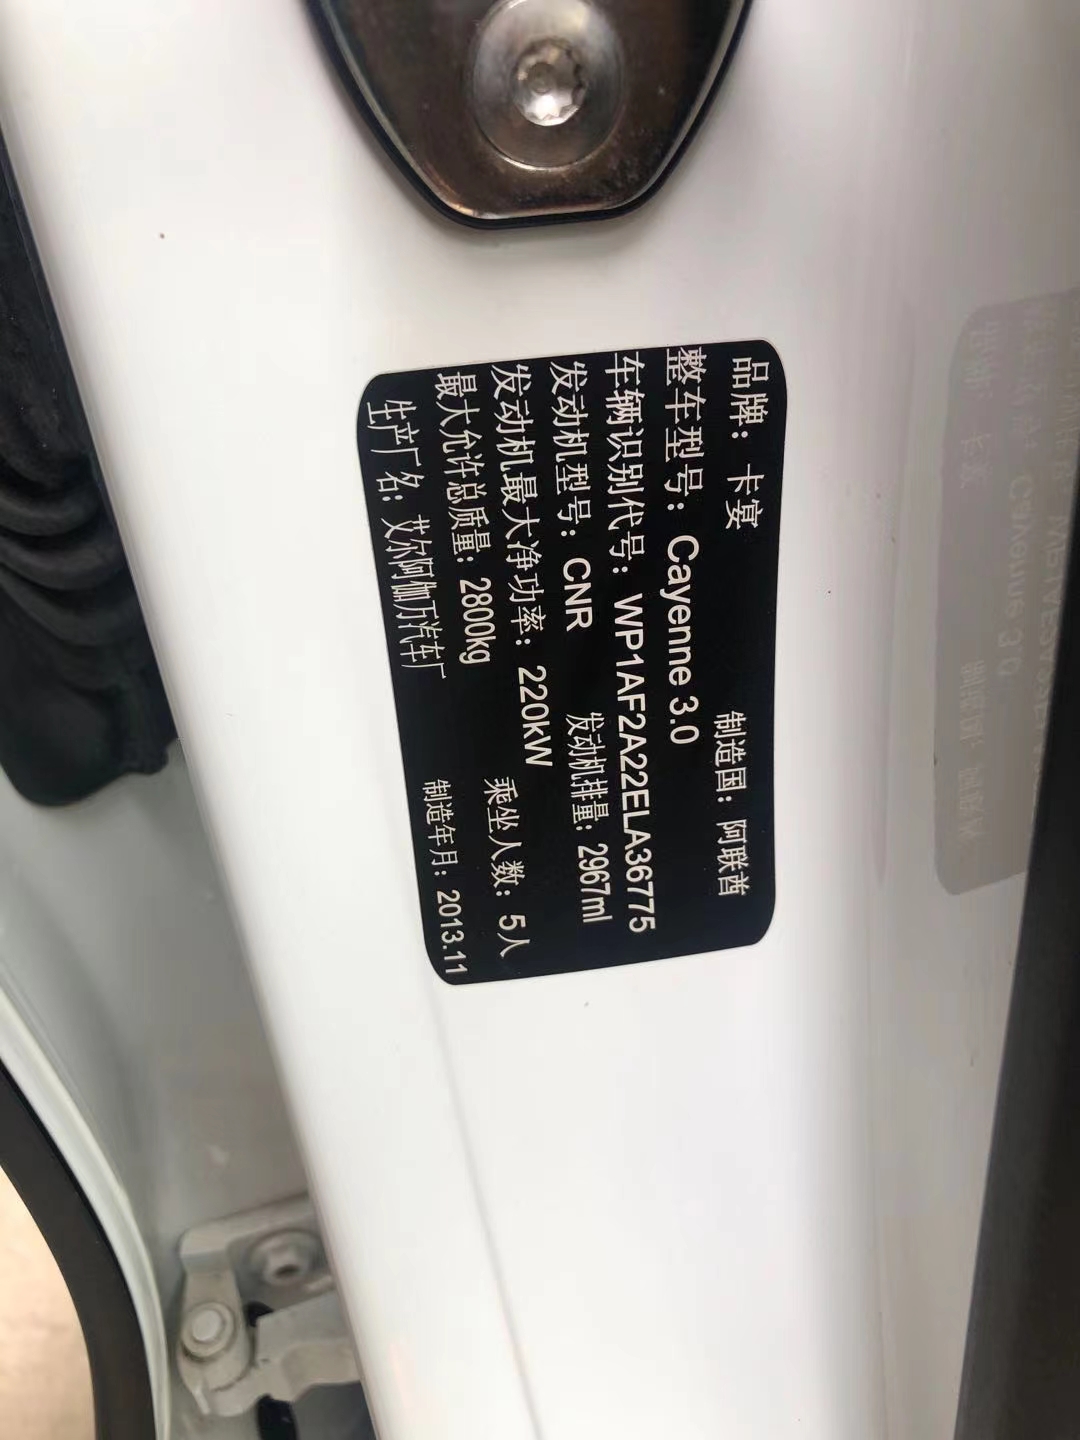 品牌: 卡宴 制造国: 阿联酋
整车型号: Cayenne 3.0
车辆识别代号: WP1AF2A22ELA36775
发动机型号: CNR 发动机排量: 2967ml
发动机最大净功率: 220kW 乘坐人数: 5人
最大允许总质量: 2800kg
生产厂名: 艾尔阿伽万汽车厂 制造年月: 2013.11